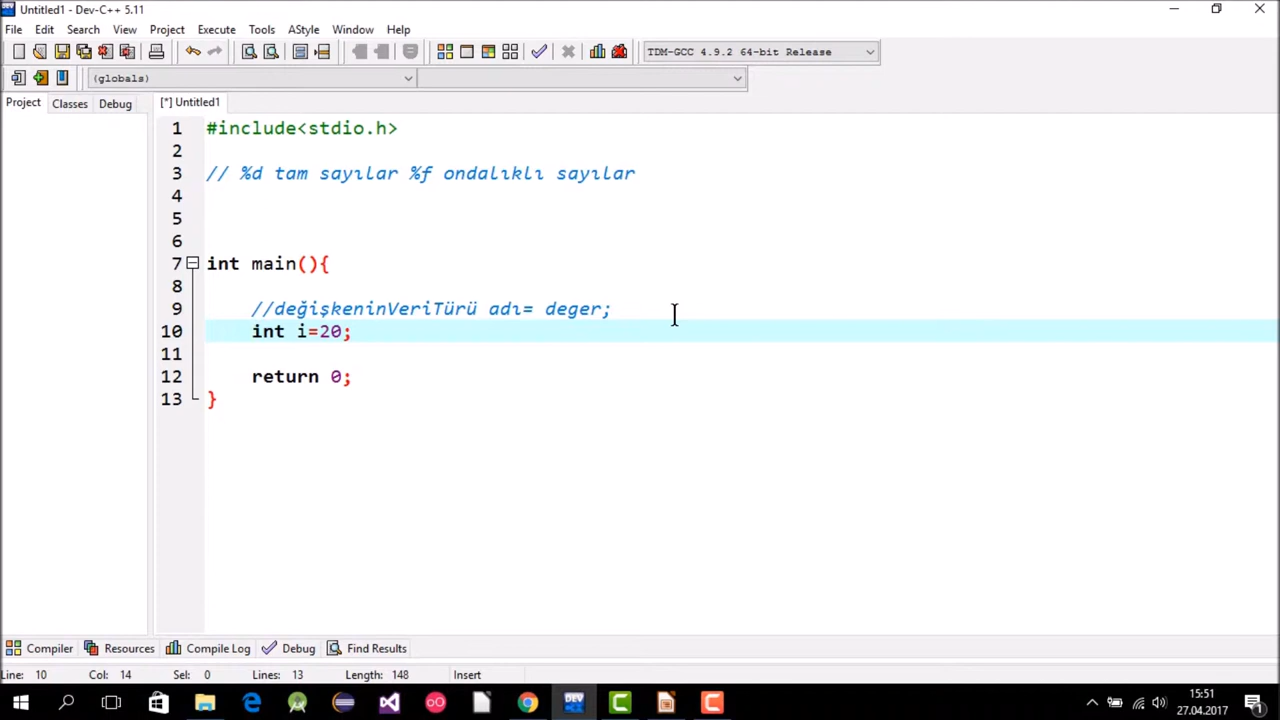 Untitled1 - Dev-C++ 5.11
File Edit Search View Project Execute Tools AStyle Window Help
TDM-GCC 4.9.2 64-bit Release
(globals)
Project Classes Debug [*] Untitled1
1 #include<stdio.h>
2
3 // %d tam sayılar %f ondalıklı sayılar
4
5
6
7 int main(){
8
9 //değişkeninVeriTürü adı= deger;
10 int i=20;
11
12 return 0;
13 }
Compiler Resources Compile Log Debug Find Results
Line: 10 Col: 14 Sel: 0 Lines: 13 Length: 148 Insert
DEV
15:51
27.04.2017